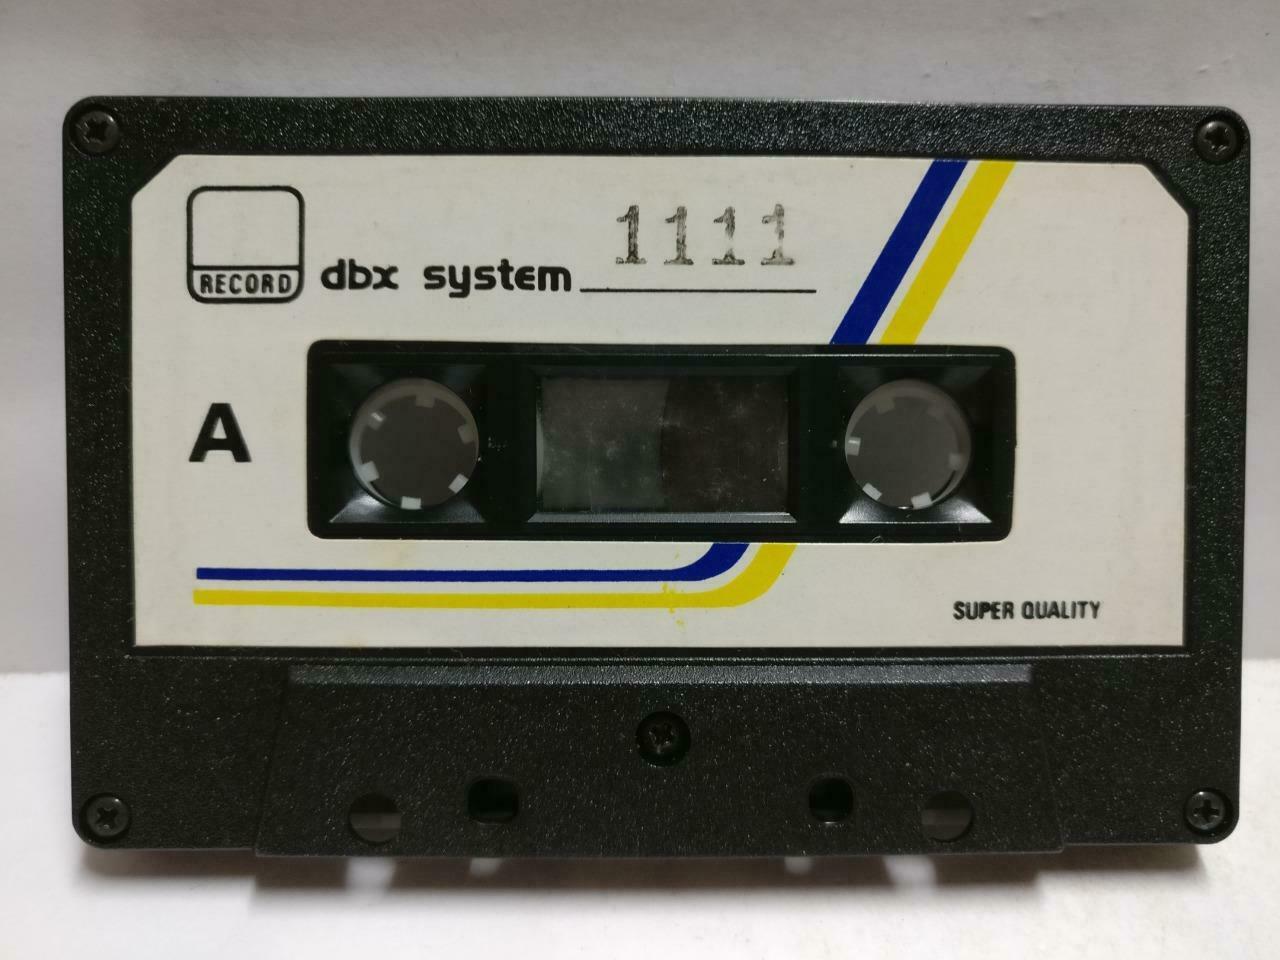 1111
RECORD dbx system
A
SUPER QUALITY